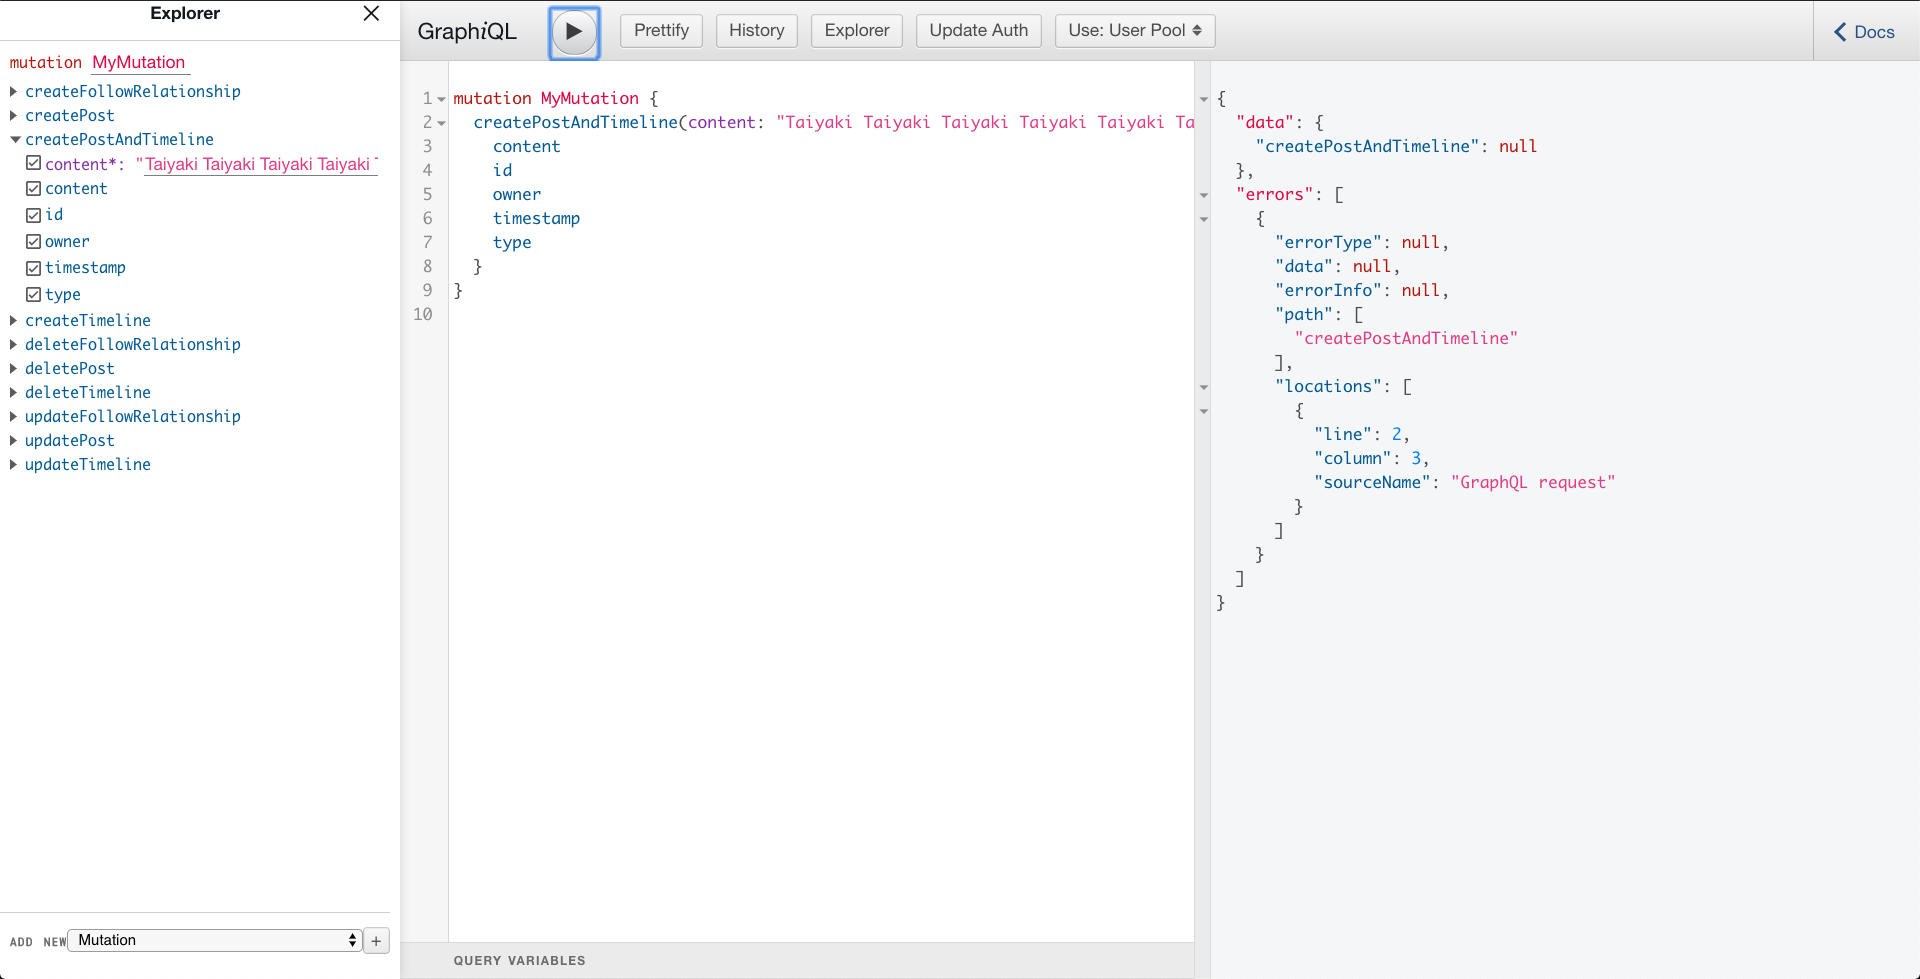 Explorer
mutation MyMutation
createFollowRelationship
createPost
createPostAndTimeline
content*: "Taiyaki Taiyaki Taiyaki Taiyaki
content
id
owner
timestamp
type
createTimeline
deleteFollowRelationship
deletePost
deleteTimeline
updateFollowRelationship
updatePost
updateTimeline
ADD NEW Mutation +
GraphiQL Prettify History Explorer Update Auth Use: User Pool Docs
1 mutation MyMutation {
2 createPostAndTimeline(content: "Taiyaki Taiyaki Taiyaki Taiyaki Taiyaki Ta
3 content
4 id
5 owner
6 timestamp
7 type
8 }
9 }
10
QUERY VARIABLES
{
"data": {
"createPostAndTimeline": null
},
"errors": [
{
"errorType": null,
"data": null,
"errorInfo": null,
"path": [
"createPostAndTimeline"
],
"locations": [
{
"line": 2,
"column": 3,
"sourceName": "GraphQL request"
}
]
}
]
}